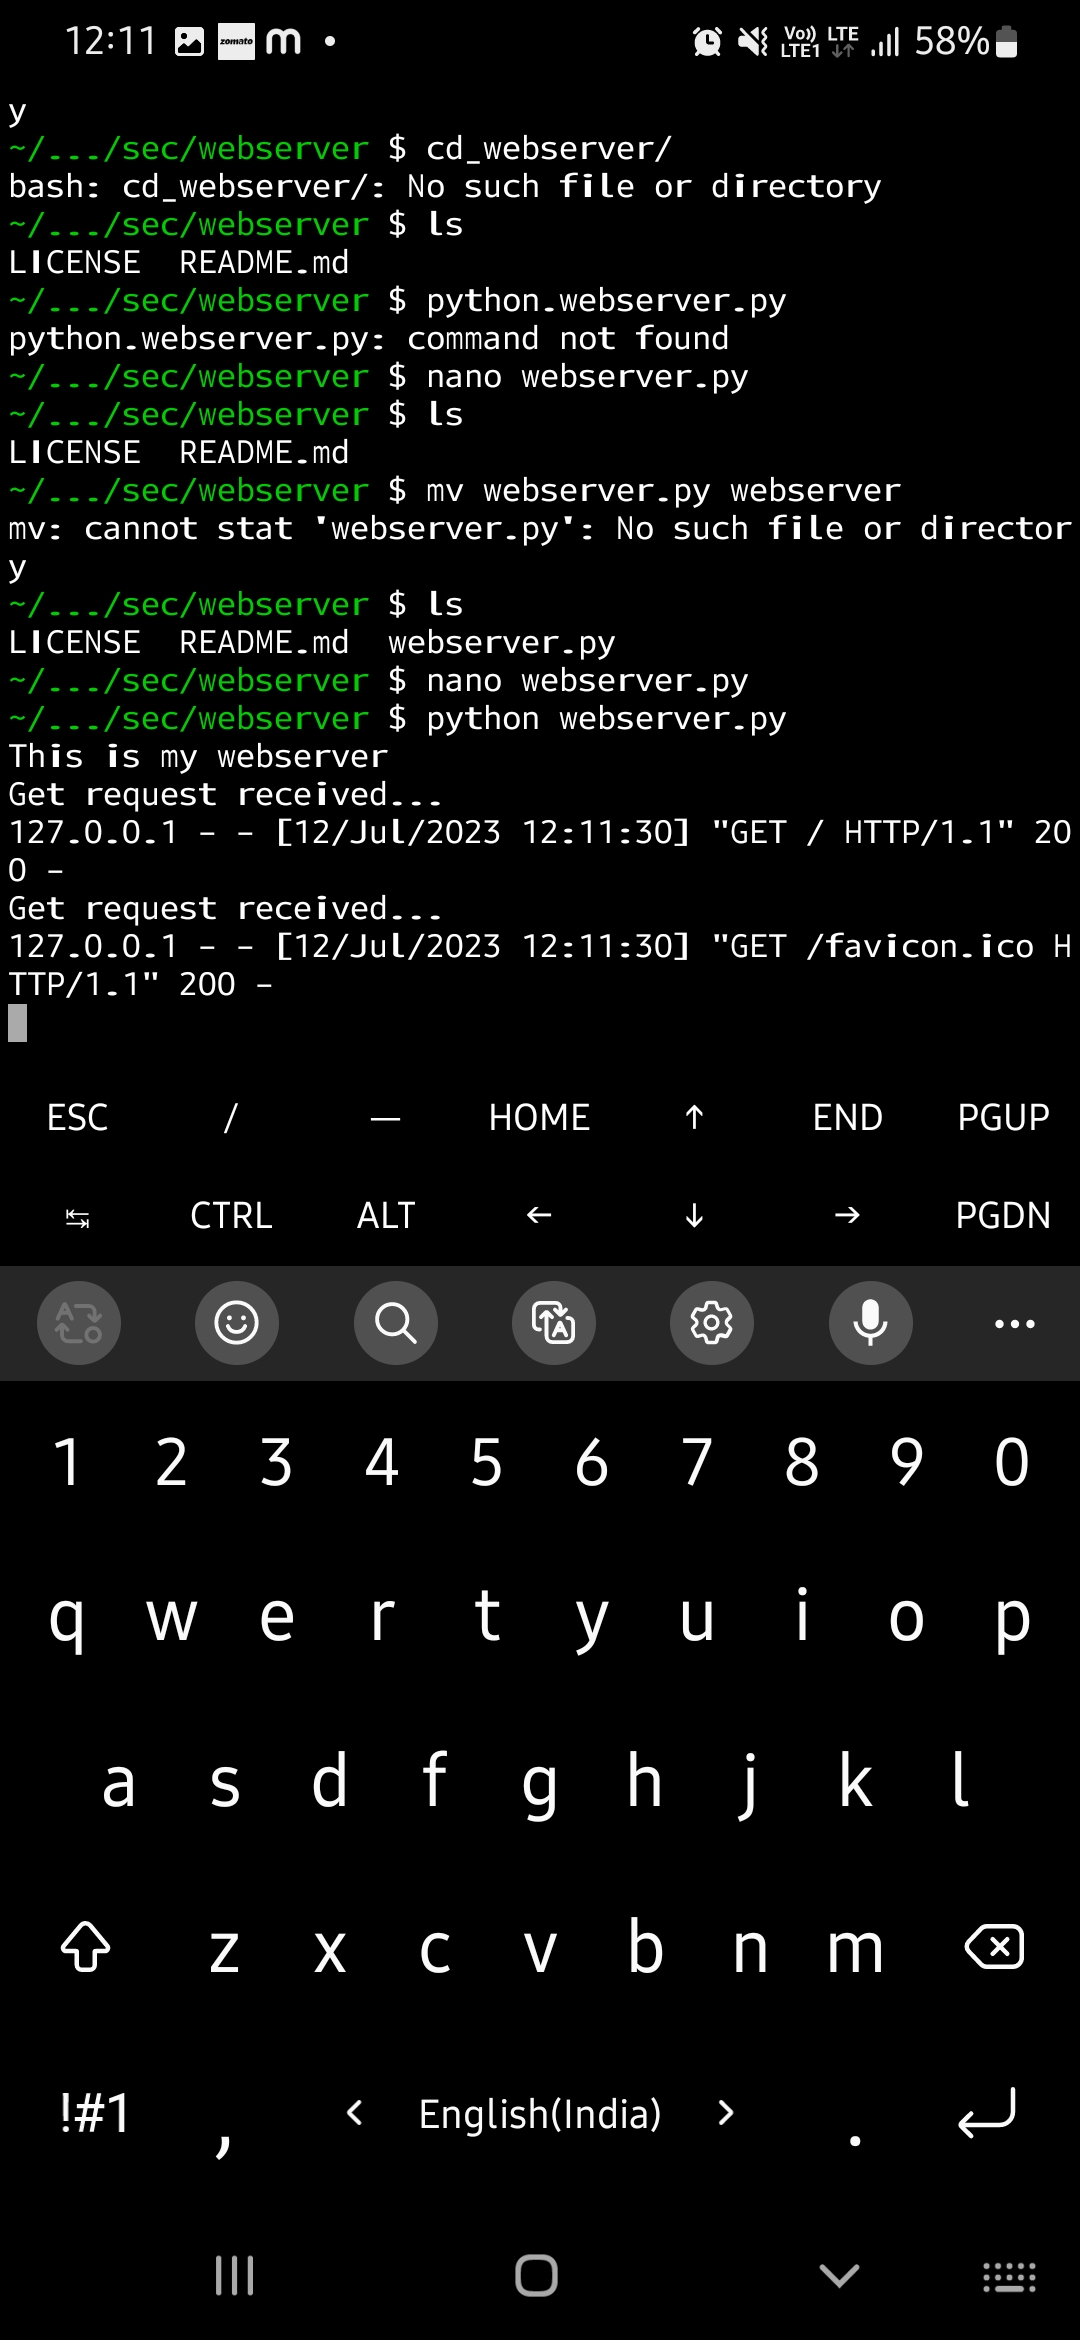 12:11 zomato m Vo)) LTE1 LTE 58%
y
~/.../sec/webserver $ cd_webserver/
bash: cd_webserver/: No such file or directory
~/.../sec/webserver $ ls
LICENSE  README.md
~/.../sec/webserver $ python.webserver.py
python.webserver.py: command not found
~/.../sec/webserver $ nano webserver.py
~/.../sec/webserver $ ls
LICENSE  README.md
~/.../sec/webserver $ mv webserver.py webserver
mv: cannot stat 'webserver.py': No such file or director
y
~/.../sec/webserver $ ls
LICENSE  README.md  webserver.py
~/.../sec/webserver $ nano webserver.py
~/.../sec/webserver $ python webserver.py
This is my webserver
Get request received...
127.0.0.1 - - [12/Jul/2023 12:11:30] "GET / HTTP/1.1" 20
0 -
Get request received...
127.0.0.1 - - [12/Jul/2023 12:11:30] "GET /favicon.ico H
TTP/1.1" 200 -
ESC / — HOME ↑ END PGUP
↹ CTRL ALT ← ↓ → PGDN
1 2 3 4 5 6 7 8 9 0
q w e r t y u i o p
a s d f g h j k l
z x c v b n m
!#1 , < English(India) > .